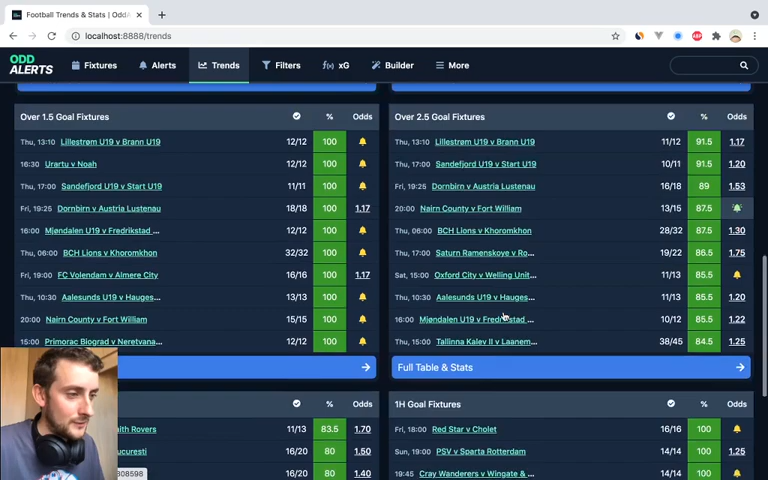 Football Trends & Stats | OddA
localhost:8888/trends
ABP
ODD
ALERTS
Fixtures
Alerts
Trends
Filters
f(x) xG
Builder
More
Over 1.5 Goal Fixtures % Odds
Thu, 13:10 Lillestrøm U19 v Brann U19 12/12 100
16:30 Urartu v Noah 12/12 100
Thu, 17:00 Sandefjord U19 v Start U19 11/11 100
Fri, 19:25 Dornbirn v Austria Lustenau 18/18 100 1.17
16:00 Mjøndalen U19 v Fredrikstad ... 12/12 100
Thu, 06:00 BCH Lions v Khoromkhon 32/32 100
Fri, 19:00 FC Volendam v Almere City 16/16 100 1.17
Thu, 10:30 Aalesunds U19 v Hauges... 13/13 100
20:00 Nairn County v Fort William 15/15 100
15:00 Primorac Biograd v Neretvana... 12/12 100
Over 2.5 Goal Fixtures % Odds
Thu, 13:10 Lillestrøm U19 v Brann U19 11/12 91.5 1.17
Thu, 17:00 Sandefjord U19 v Start U19 10/11 91.5 1.20
Fri, 19:25 Dornbirn v Austria Lustenau 16/18 89 1.53
20:00 Nairn County v Fort William 13/15 87.5
Thu, 06:00 BCH Lions v Khoromkhon 28/32 87.5 1.30
Thu, 17:00 Saturn Ramenskoye v Ro... 19/22 86.5 1.75
Sat, 15:00 Oxford City v Welling Unit... 11/13 85.5
Thu, 10:30 Aalesunds U19 v Hauges... 11/13 85.5 1.20
16:00 Mjøndalen U19 v Fredrikstad ... 10/12 85.5 1.22
Thu, 15:00 Tallinna Kalev II v Laanem... 38/45 84.5 1.25
Full Table & Stats
% Odds
aith Rovers 11/13 83.5 1.70
ucuresti 16/20 80 1.50
16/20 80 1.40
308598
1H Goal Fixtures % Odds
Fri, 18:00 Red Star v Cholet 16/16 100
Sun, 19:00 PSV v Sparta Rotterdam 14/14 100 1.25
19:45 Cray Wanderers v Wingate & ... 14/14 100